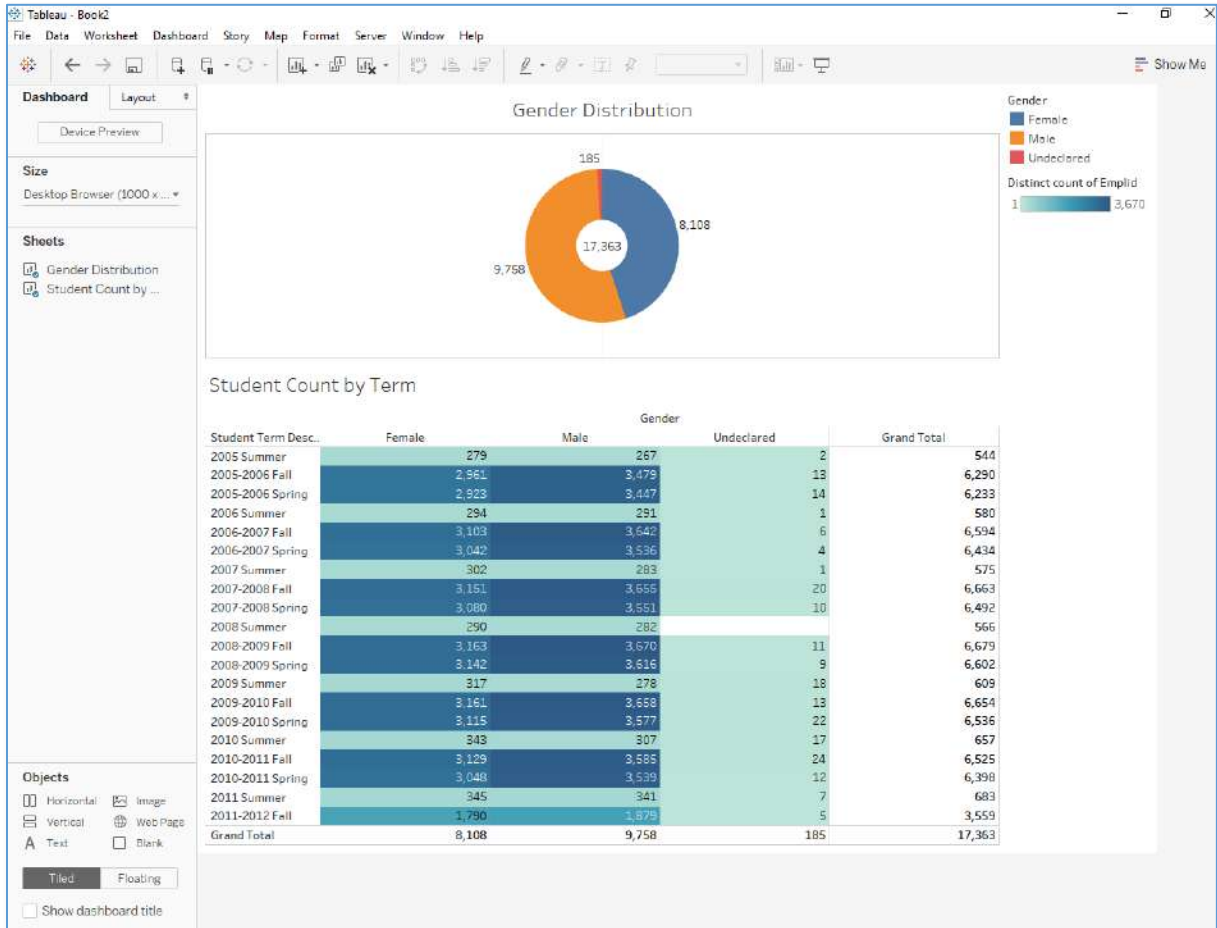 Tableau - Book2
File Data Worksheet Dashboard Story Map Format Server Window Help
Show Me
Dashboard Layout
Device Preview
Size
Desktop Browser (1000 x ...
Sheets
Gender Distribution
Student Count by ...
Objects
Horizontal Image
Vertical Web Page
A Text Blank
Tiled Floating
Show dashboard title
Gender Distribution
185
8,108
17,363
9,758
Gender
Female
Male
Undeclared
Distinct count of Emplid
1 3,670
Student Count by Term
Gender
Student Term Desc.. Female Male Undeclared Grand Total
2005 Summer 279 267 2 544
2005-2006 Fall 2,961 3,479 13 6,290
2005-2006 Spring 2,923 3,447 14 6,233
2006 Summer 294 291 1 580
2006-2007 Fall 3,103 3,642 6 6,594
2006-2007 Spring 3,042 3,536 4 6,434
2007 Summer 302 283 1 575
2007-2008 Fall 3,151 3,655 20 6,663
2007-2008 Spring 3,080 3,551 10 6,492
2008 Summer 290 282 566
2008-2009 Fall 3,163 3,670 11 6,679
2008-2009 Spring 3,142 3,616 9 6,602
2009 Summer 317 278 18 609
2009-2010 Fall 3,161 3,658 13 6,654
2009-2010 Spring 3,115 3,577 22 6,536
2010 Summer 343 307 17 657
2010-2011 Fall 3,129 3,585 24 6,525
2010-2011 Spring 3,048 3,539 12 6,398
2011 Summer 345 341 7 683
2011-2012 Fall 1,790 1,879 5 3,559
Grand Total 8,108 9,758 185 17,363